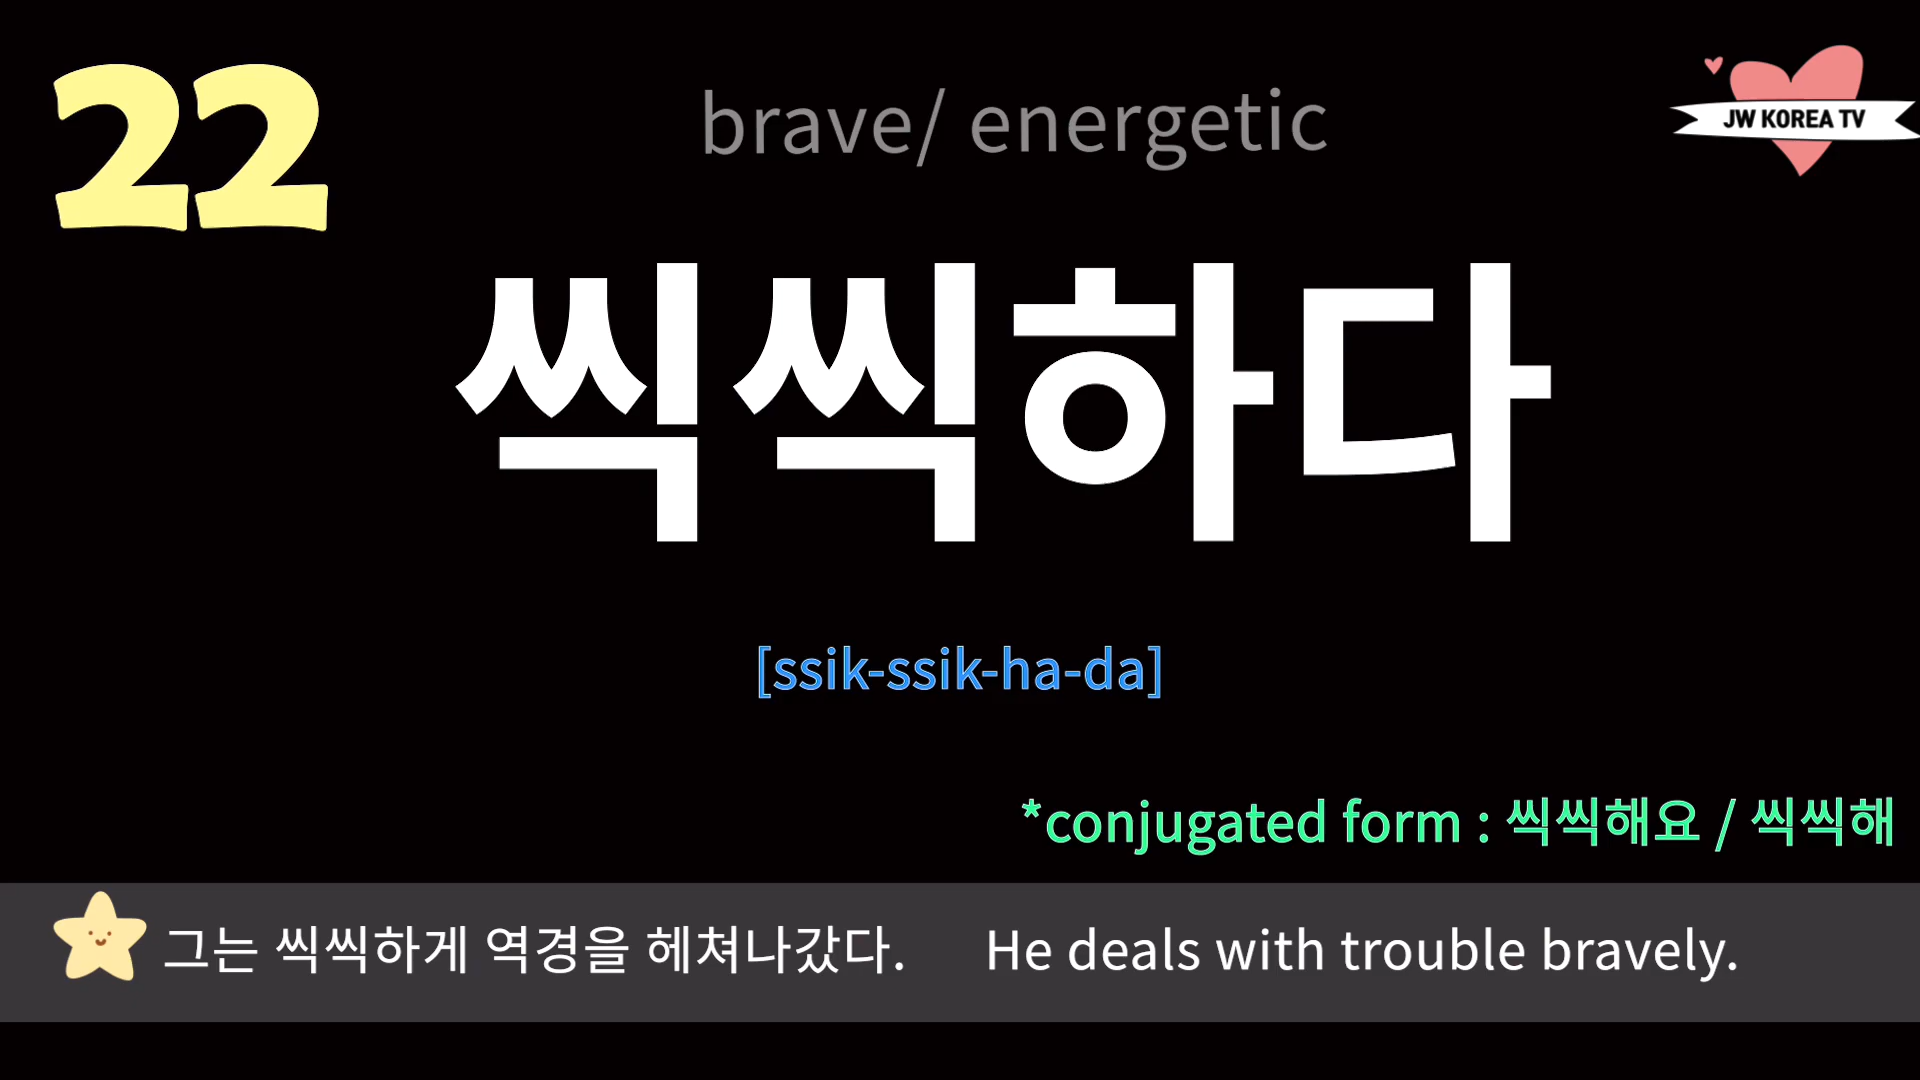 22
brave/ energetic
JW KOREA TV
씩씩하다
[ssik-ssik-ha-da]
*conjugated form : 씩씩해요 / 씩씩해
그는 씩씩하게 역경을 헤쳐나갔다. He deals with trouble bravely.